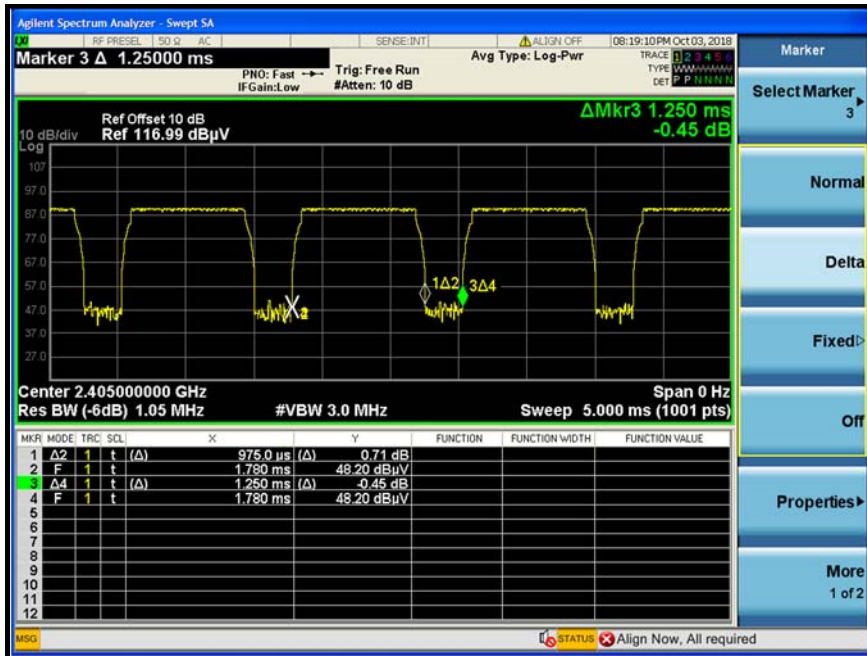 Agilent Spectrum Analyzer - Swept SA
RF PRESEL 50 Ω AC SENSE:INT ALIGN OFF 08:19:10PM Oct 03, 2018
Marker 3 Δ 1.25000 ms
PNO: Fast
IFGain:Low
Trig: Free Run
#Atten: 10 dB
Avg Type: Log-Pwr
TRACE 1 2 3 4 5 6
TYPE WWWWWW
DET P P N N N N
ΔMkr3 1.250 ms
-0.45 dB
Ref Offset 10 dB
10 dB/div Ref 116.99 dBµV
Log
107
97.0
87.0
77.0
67.0
57.0
47.0
37.0
27.0
1Δ2 3Δ4
Center 2.405000000 GHz Span 0 Hz
Res BW (-6dB) 1.05 MHz #VBW 3.0 MHz Sweep 5.000 ms (1001 pts)
MKR MODE TRC SCL X Y FUNCTION FUNCTION WIDTH FUNCTION VALUE
1 Δ2 1 t (Δ) 975.0 µs (Δ) 0.71 dB
2 F 1 t 1.780 ms 48.20 dBµV
3 Δ4 1 t (Δ) 1.250 ms (Δ) -0.45 dB
4 F 1 t 1.780 ms 48.20 dBµV
5
6
7
8
9
10
11
12
MSG STATUS Align Now, All required
Marker
Select Marker
3
Normal
Delta
Fixed
Off
Properties
More
1 of 2